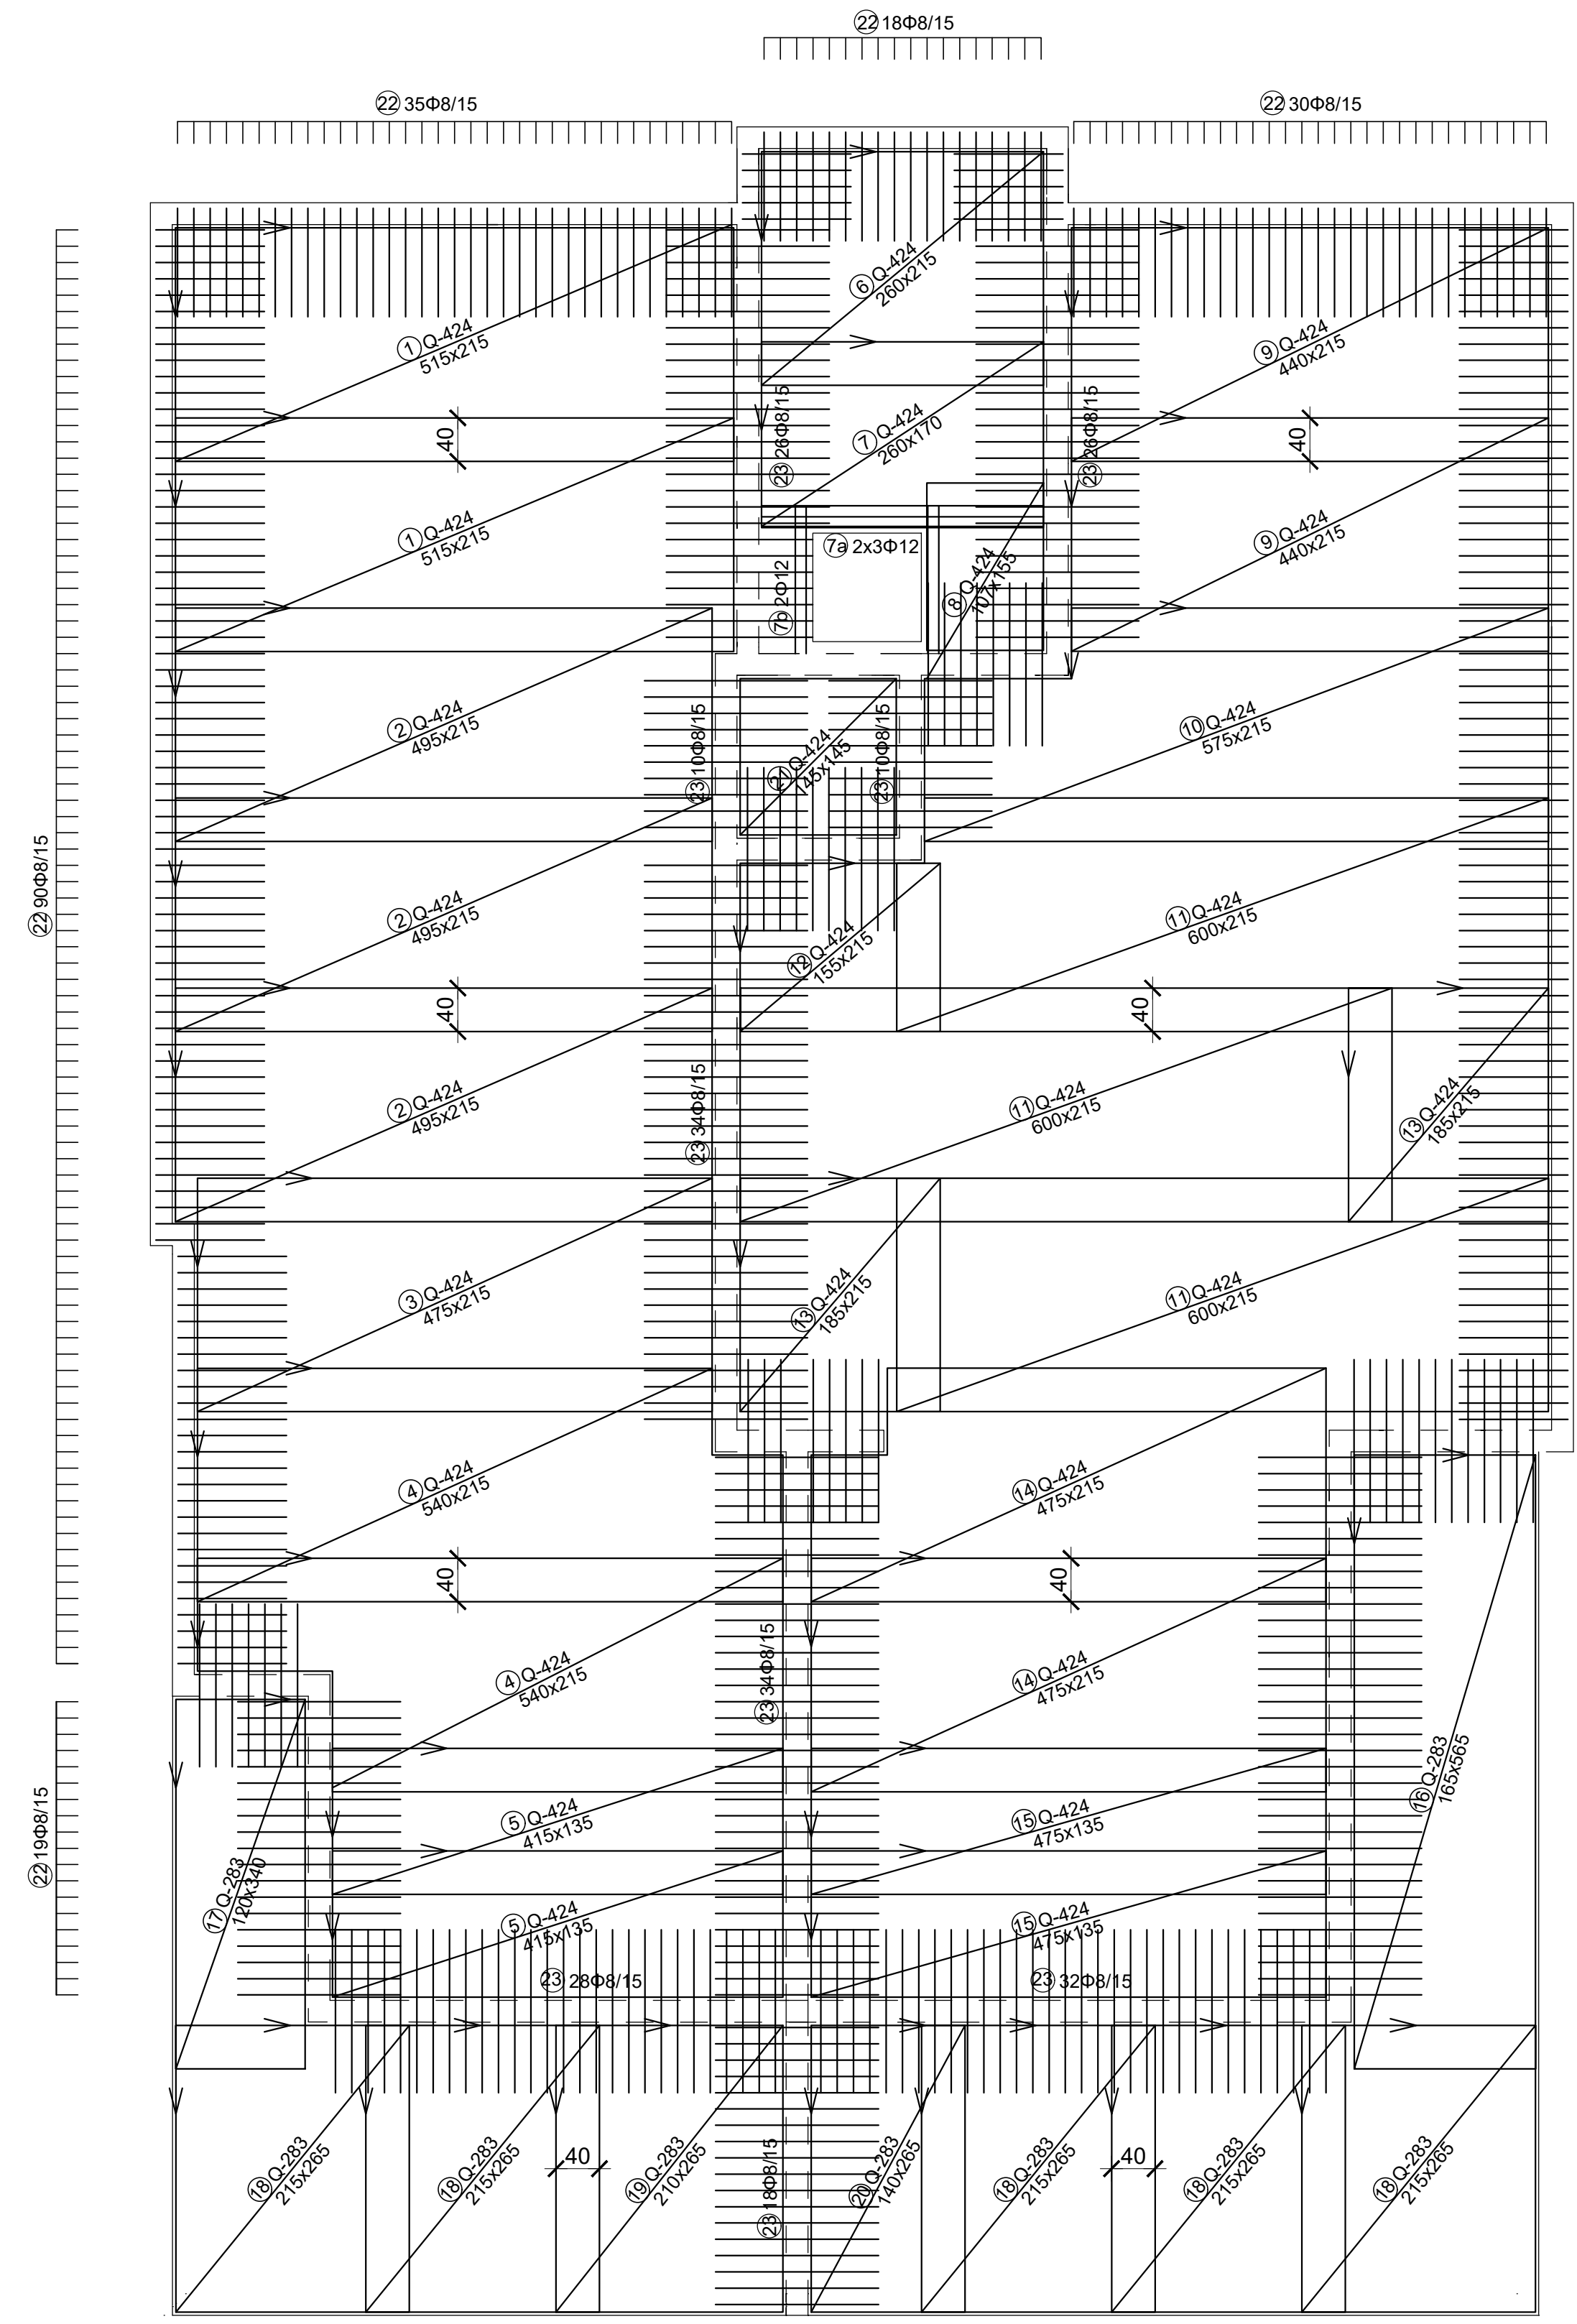 22 18Φ8/15
22 35Φ8/15
22 30Φ8/15
6 Q-424
260x215
1 Q-424
515x215
9 Q-424
440x215
40
23 26Φ8/15
7 Q-424
260x170
23 26Φ8/15
40
1 Q-424
515x215
7a 2x3Φ12
9 Q-424
440x215
7b 2Φ12
8 Q-424
107x155
2 Q-424
495x215
23 10Φ8/15
21 Q-424
145x145
23 10Φ8/15
10 Q-424
575x215
22 90Φ8/15
2 Q-424
495x215
12 Q-424
155x215
11 Q-424
600x215
40
40
2 Q-424
495x215
23 34Φ8/15
11 Q-424
600x215
13 Q-424
185x215
3 Q-424
475x215
13 Q-424
185x215
11 Q-424
600x215
4 Q-424
540x215
14 Q-424
475x215
40
40
4 Q-424
540x215
23 34Φ8/15
14 Q-424
475x215
22 19Φ8/15
17 Q-283
120x340
5 Q-424
415x135
15 Q-424
475x135
16 Q-283
165x565
5 Q-424
415x135
15 Q-424
475x135
23 28Φ8/15
23 32Φ8/15
18 Q-283
215x265
18 Q-283
215x265
40
19 Q-283
210x265
23 18Φ8/15
20 Q-283
140x265
18 Q-283
215x265
40
18 Q-283
215x265
18 Q-283
215x265